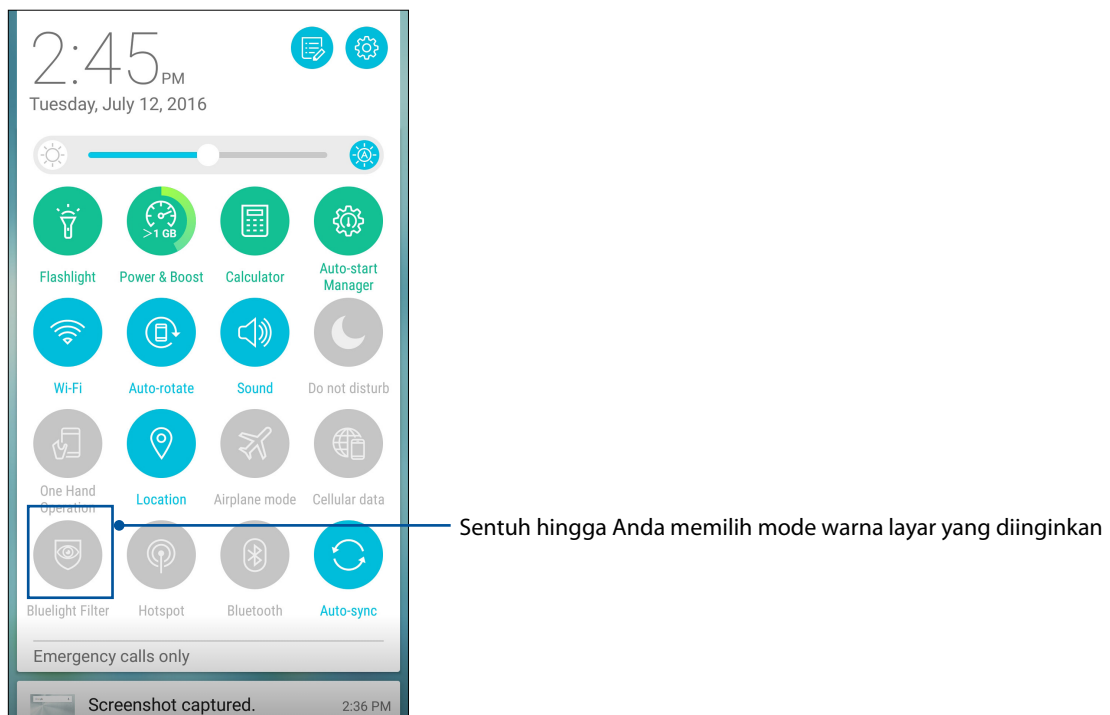 2:45 PM
Tuesday, July 12, 2016
A
>1 GB
Flashlight
Power & Boost
Calculator
Auto-start
Manager
Wi-Fi
Auto-rotate
Sound
Do not disturb
One Hand
Operation
Location
Airplane mode
Cellular data
Sentuh hingga Anda memilih mode warna layar yang diinginkan
Bluelight Filter
Hotspot
Bluetooth
Auto-sync
Emergency calls only
Screenshot captured.
2:36 PM